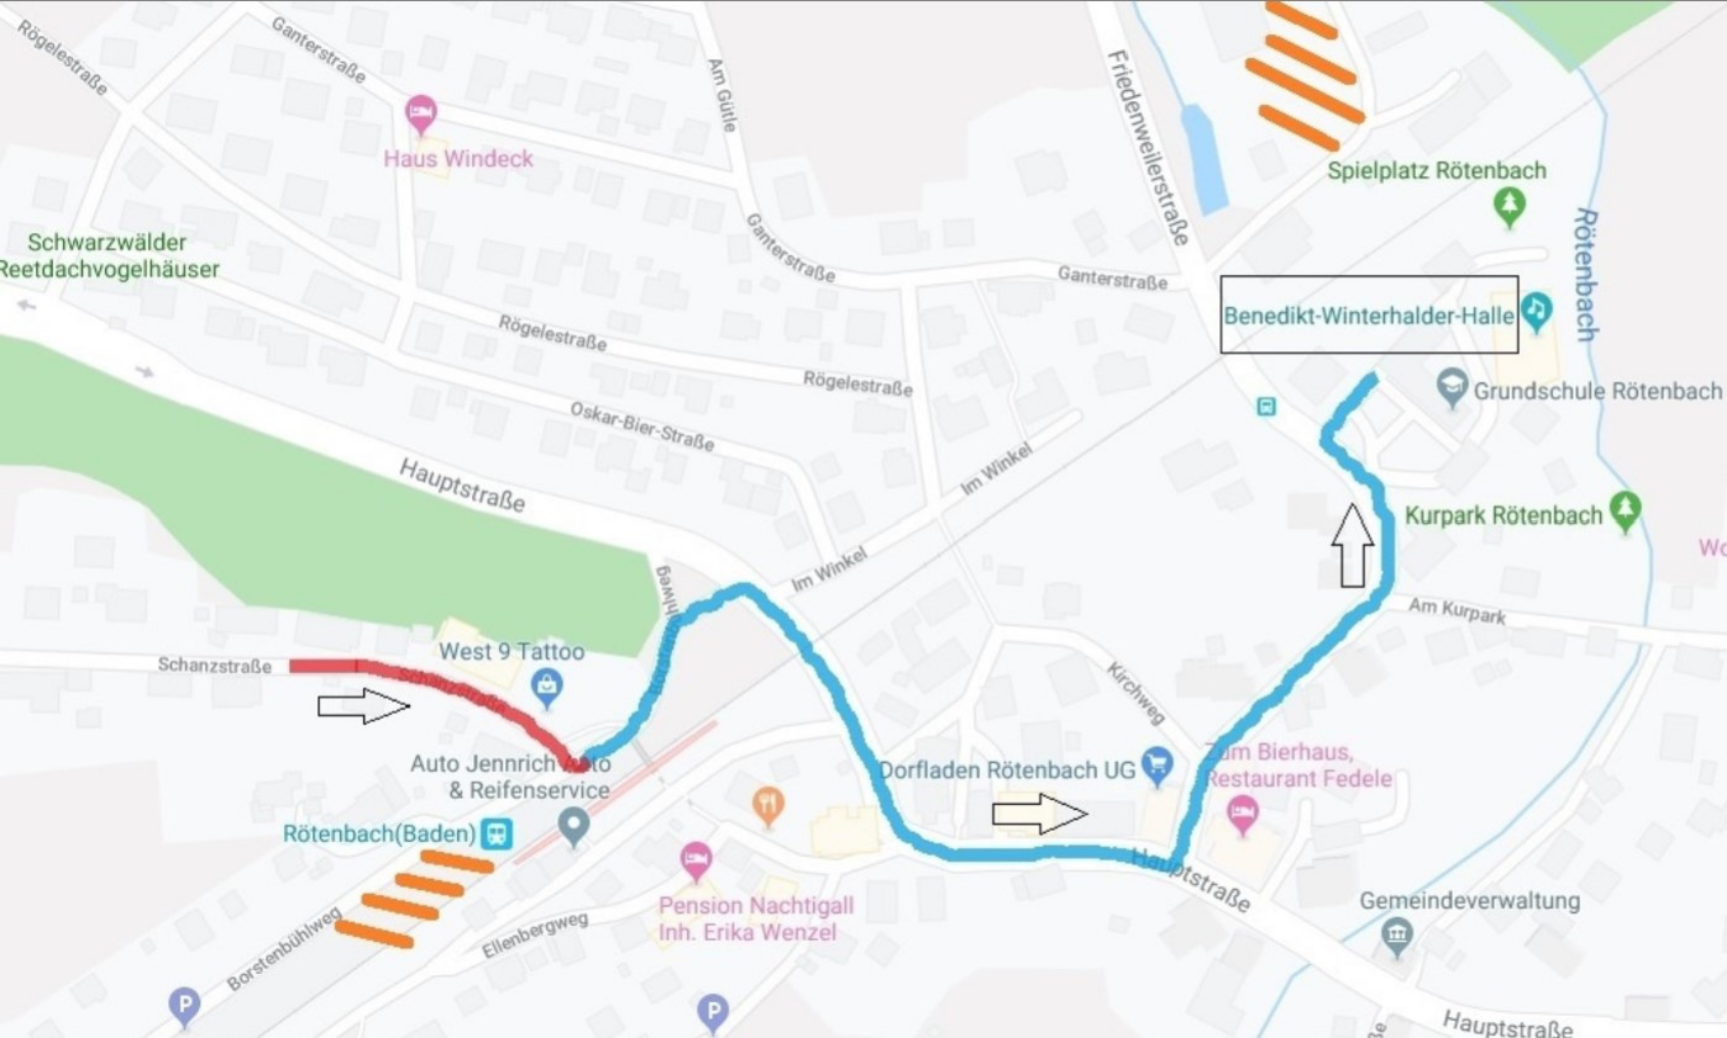 Rögelestraße
Ganterstraße
Am Gütle
Friedenweilerstraße
Haus Windeck
Spielplatz Rötenbach
Rötenbach
Schwarzwälder
Reetdachvogelhäuser
Ganterstraße
Ganterstraße
Benedikt-Winterhalder-Halle
Rögelestraße
Rögelestraße
Grundschule Rötenbach
Oskar-Bier-Straße
Hauptstraße
Im Winkel
Kurpark Rötenbach
Im Winkel
Am Kurpark
Schanzstraße
West 9 Tattoo
Schanzstraße
Kirchweg
Auto Jennrich Auto
& Reifenservice
Dorfladen Rötenbach UG
Zum Bierhaus,
Restaurant Fedele
Rötenbach(Baden)
Hauptstraße
Pension Nachtigall
Inh. Erika Wenzel
Gemeindeverwaltung
Ellenbergweg
Borstenbühlweg
P
P
Hauptstraße